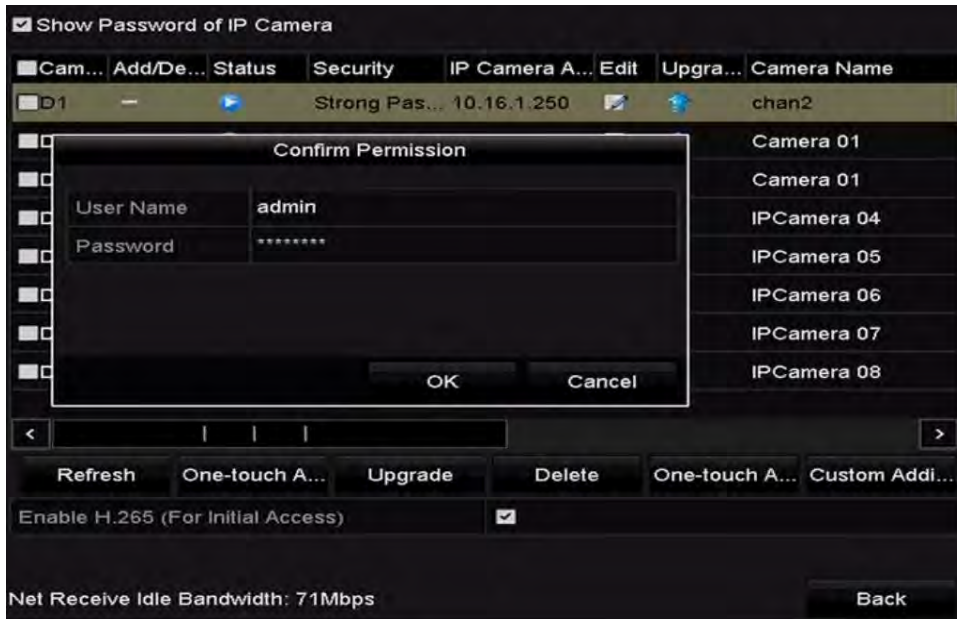 Show Password of IP Camera
Cam... Add/De... Status Security IP Camera A... Edit Upgra... Camera Name
D1 — Strong Pas... 10.16.1.250 chan2
D Camera 01
Confirm Permission
D Camera 01
User Name admin
D IPCamera 04
Password ********
D IPCamera 05
D IPCamera 06
D IPCamera 07
D IPCamera 08
OK Cancel
< >
Refresh One-touch A... Upgrade Delete One-touch A... Custom Addi...
Enable H.265 (For Initial Access)
Net Receive Idle Bandwidth: 71Mbps Back